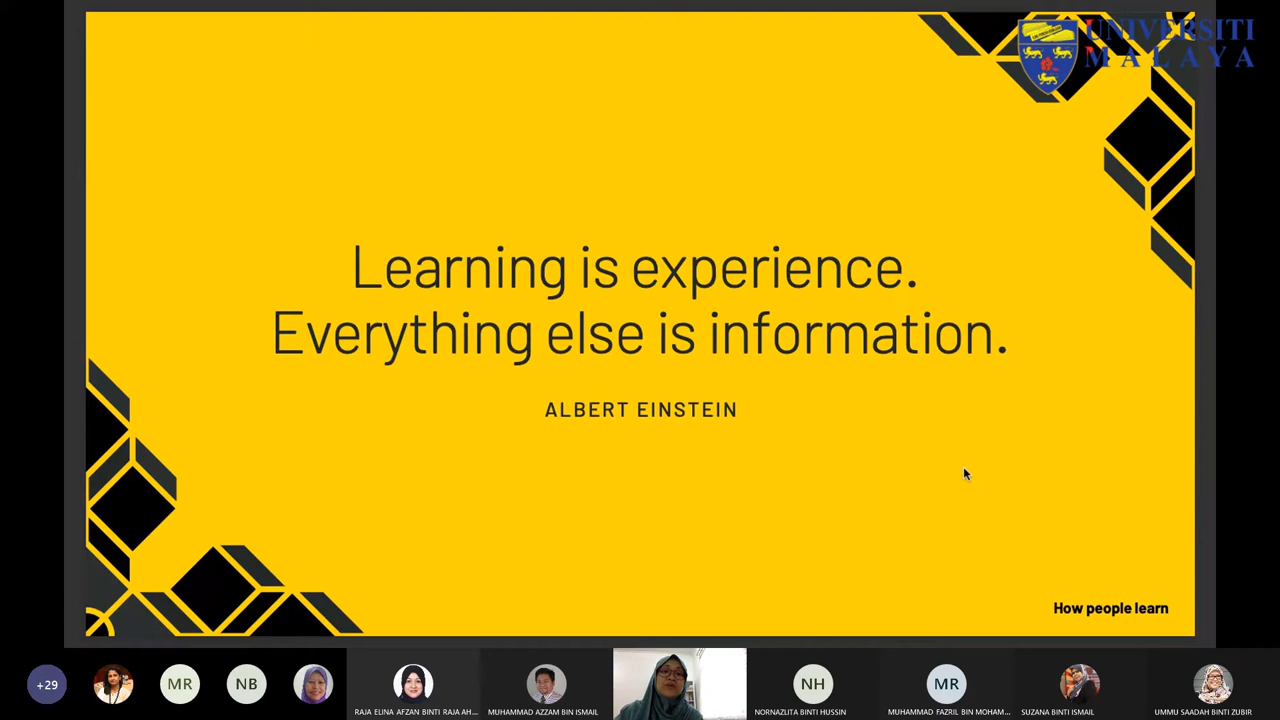 UNIVERSITI
MALAYA
Learning is experience.
Everything else is information.
ALBERT EINSTEIN
How people learn
+29
MR
NB
NH
MR
RAJA ELINA AFZAN BINTI RAJA AH...
MUHAMMAD AZZAM BIN ISMAIL
NORNAZLITA BINTI HUSSIN
MUHAMMAD FAZRIL BIN MOHAM...
SUZANA BINTI ISMAIL
UMMU SAADAH BINTI ZUBIR